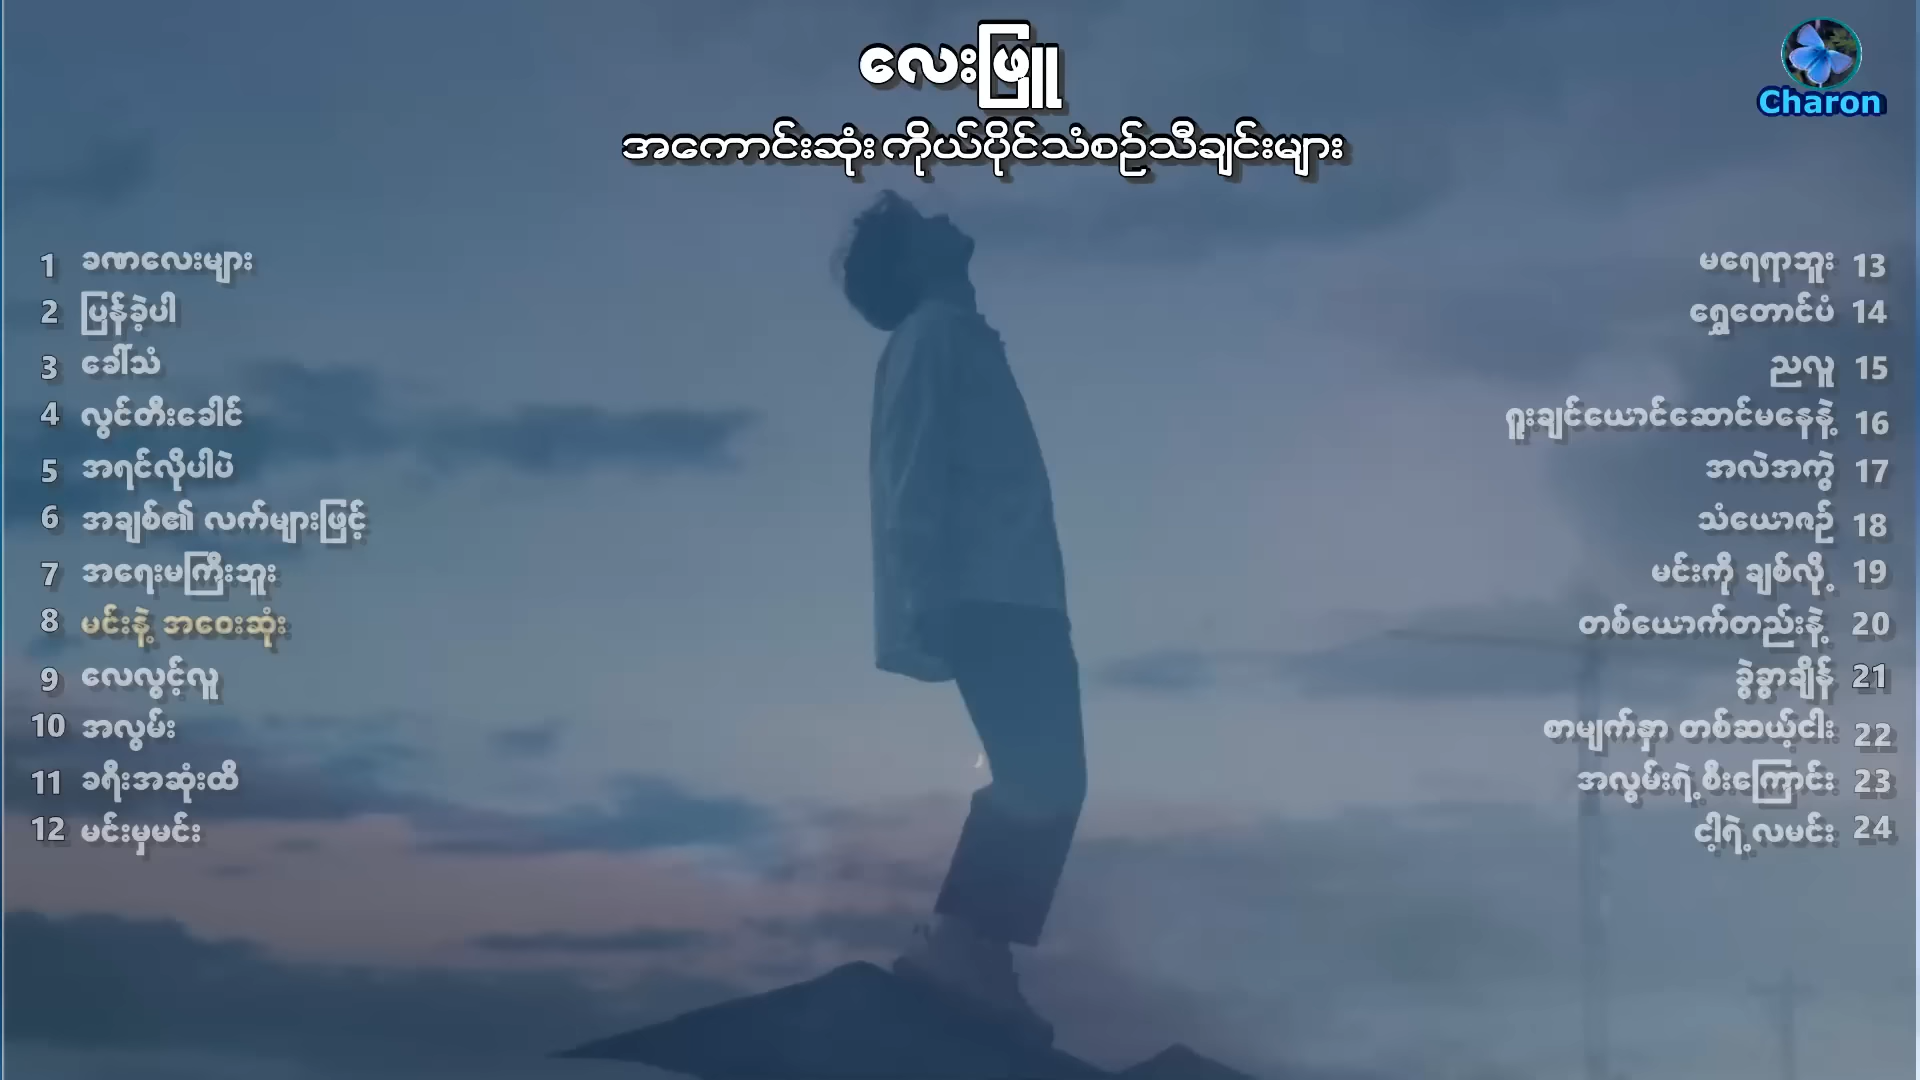 လေးဖြူ
အကောင်းဆုံး ကိုယ်ပိုင်သံစဉ်သီချင်းများ
Charon
1 ခဏလေးများ
2 ပြန်ခဲ့ပါ
3 ခေါ်သံ
4 လွင်တီးခေါင်
5 အရင်လိုပါပဲ
6 အချစ်၏ လက်များဖြင့်
7 အရေးမကြီးဘူး
8 မင်းနဲ့ အဝေးဆုံး
9 လေလွင့်လူ
10 အလွမ်း
11 ခရီးအဆုံးထိ
12 မင်းမှမင်း
မရေရာဘူး 13
ရွှေတောင်ပံ 14
ညလူ 15
ရူးချင်ယောင်ဆောင်မနေနဲ့ 16
အလဲအကွဲ 17
သံယောဇဉ် 18
မင်းကို ချစ်လို့ 19
တစ်ယောက်တည်းနဲ့ 20
ခွဲခွာချိန် 21
စာမျက်နှာ တစ်ဆယ့်ငါး 22
အလွမ်းရဲ့ စီးကြောင်း 23
ငါ့ရဲ့လမင်း 24